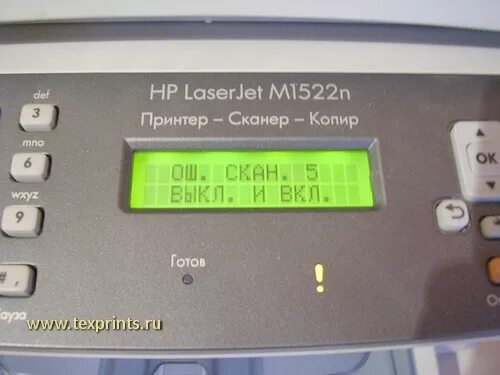 HP LaserJet M1522n
Принтер – Сканер – Копир
def
3
mno
6
wxyz
9
#,
ауза
ОШ. СКАН. 5
ВЫКЛ. И ВКЛ.
OK
Готов
!
www.texprints.ru